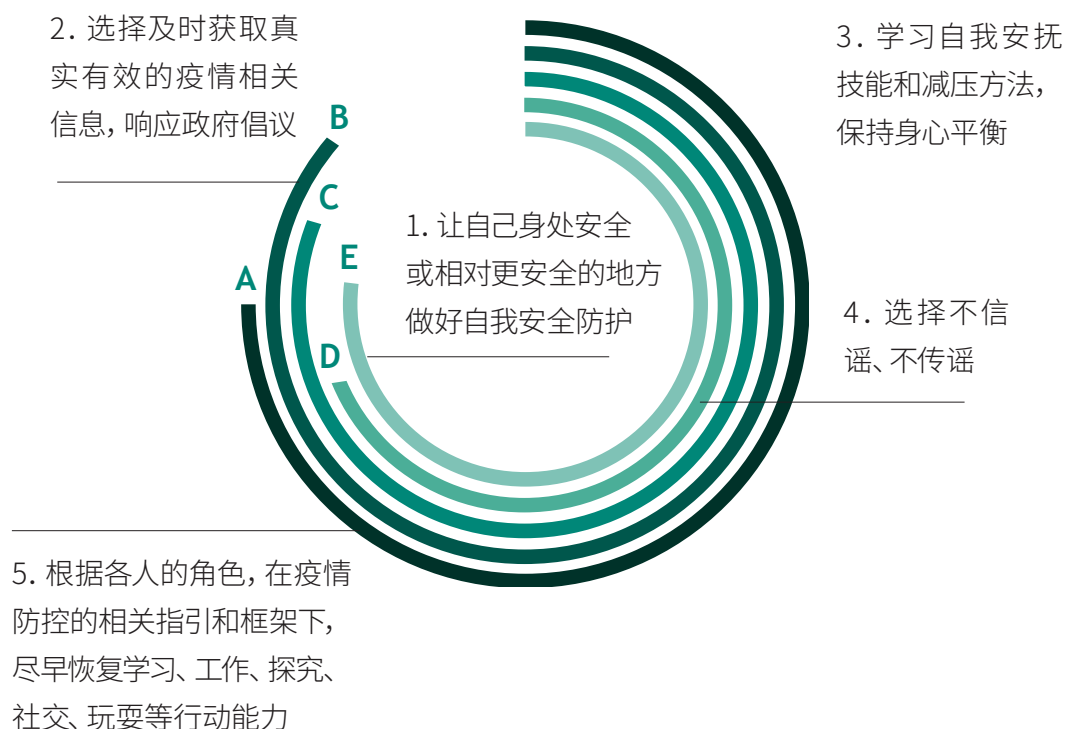 2. 选择及时获取真
实有效的疫情相关
信息，响应政府倡议
3. 学习自我安抚
技能和减压方法，
保持身心平衡
B
C
1. 让自己身处安全
或相对更安全的地方
做好自我安全防护
E
A
4. 选择不信
谣、不传谣
D
5. 根据各人的角色，在疫情
防控的相关指引和框架下，
尽早恢复学习、工作、探究、
社交、玩耍等行动能力